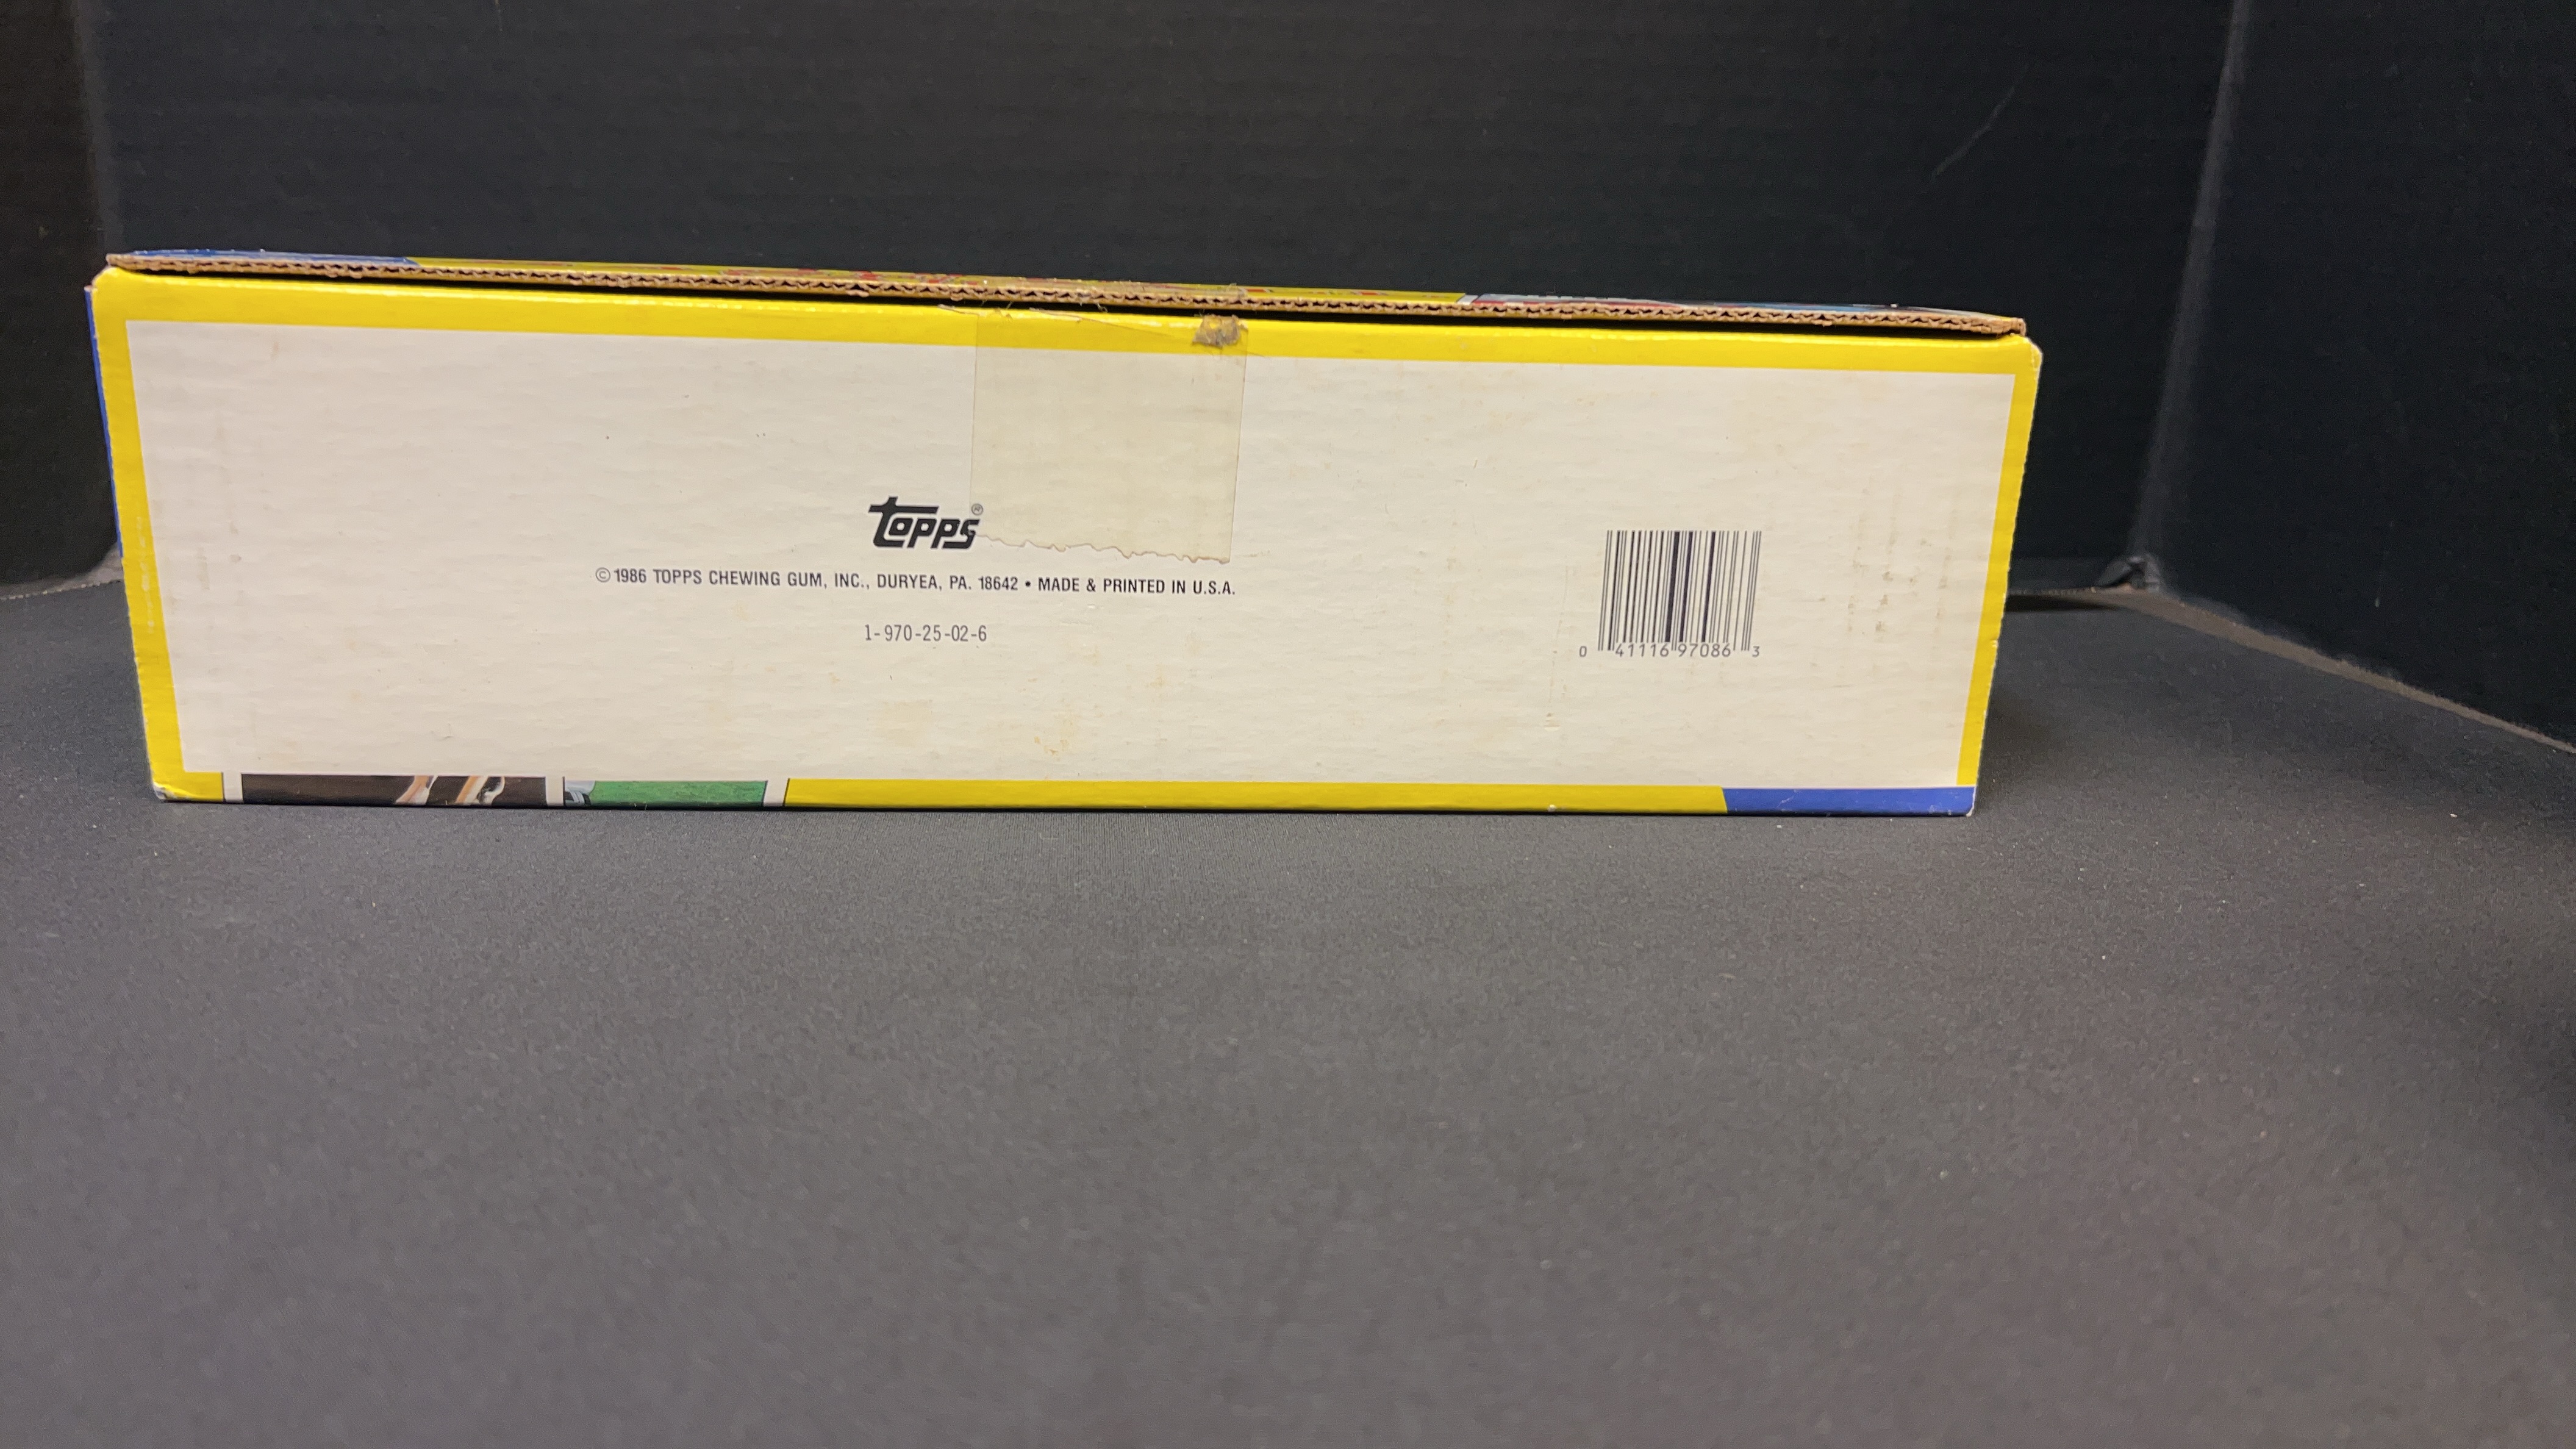 topps®
©1986 TOPPS CHEWING GUM, INC., DURYEA, PA. 18642 • MADE & PRINTED IN U.S.A.
1-970-25-02-6
0 41116 97086 3